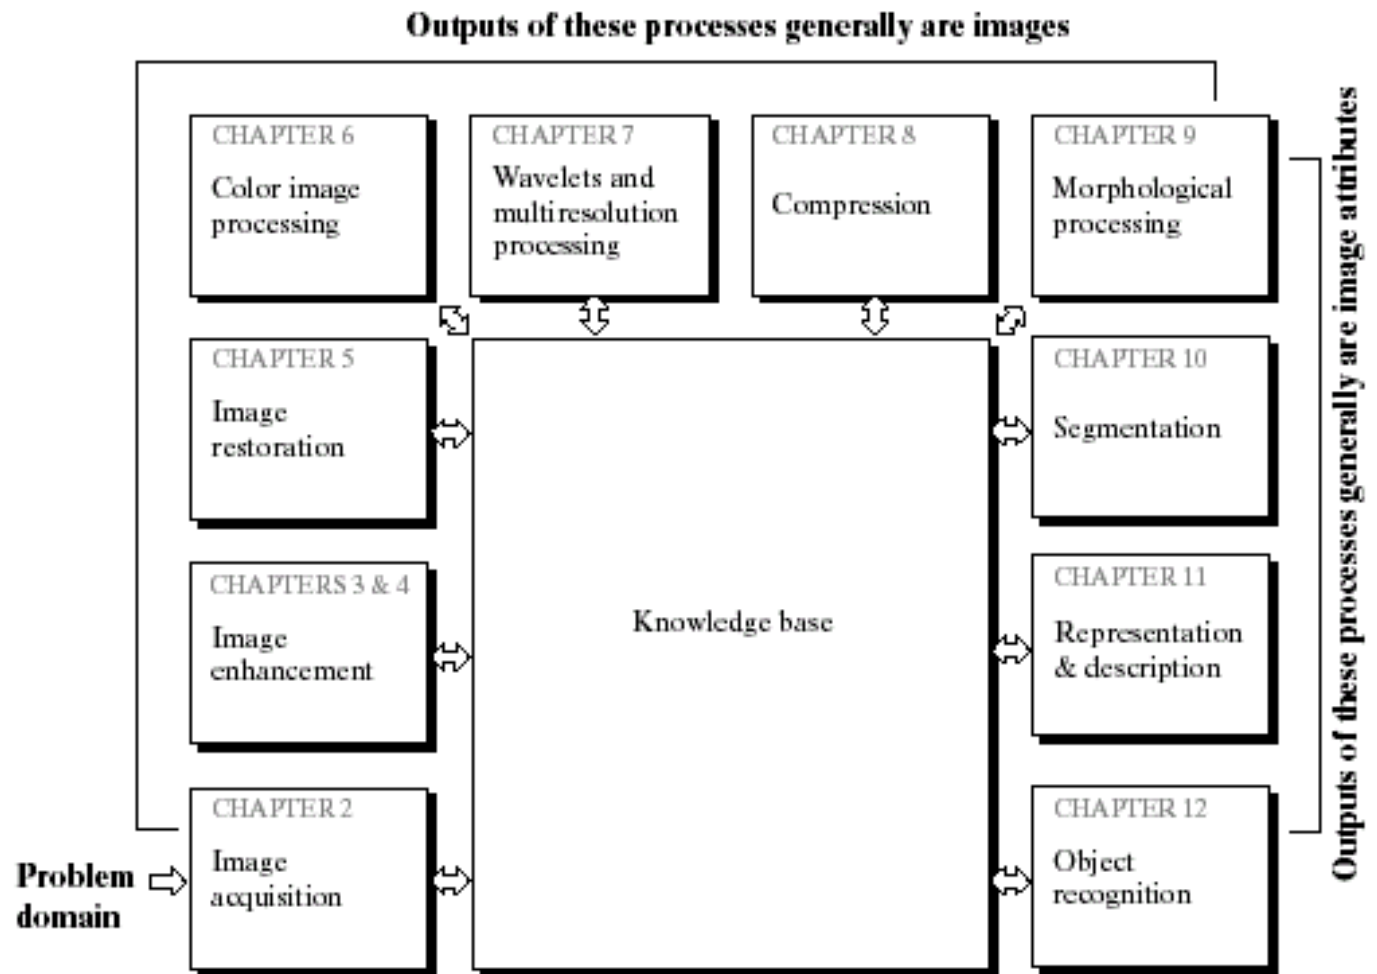 Outputs of these processes generally are images
CHAPTER 6
Color image
processing
CHAPTER 7
Wavelets and
multiresolution
processing
CHAPTER 8
Compression
CHAPTER 9
Morphological
processing
CHAPTER 5
Image
restoration
CHAPTER 10
Segmentation
CHAPTERS 3 & 4
Image
enhancement
Knowledge base
CHAPTER 11
Representation
& description
CHAPTER 2
Image
acquisition
CHAPTER 12
Object
recognition
Problem
domain
Outputs of these processes generally are image attributes